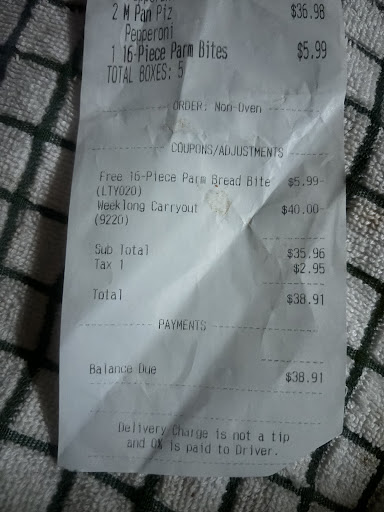 2 M Pan Piz $36.98
Pepperoni
1 16-Piece Parm Bites $5.99
TOTAL BOXES: 5
ORDER: Non-Oven
COUPONS/ADJUSTMENTS
Free 16-Piece Parm Bread Bite $5.99-
(LTY020)
Weeklong Carryout $40.00-
(9220)
Sub Total $35.96
Tax 1 $2.95
Total $38.91
PAYMENTS
Balance Due $38.91
Delivery Charge is not a tip
and 0% is paid to Driver.